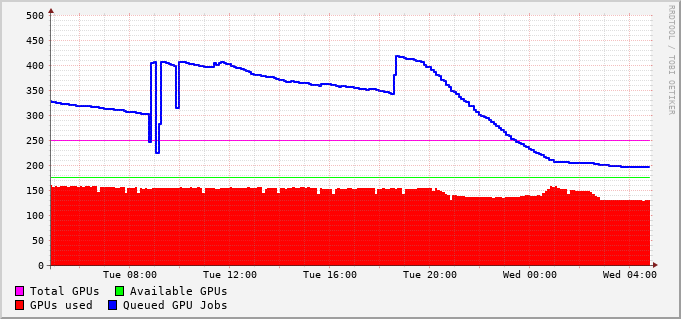 500
450
400
350
300
250
200
150
100
50
0
Tue 08:00 Tue 12:00 Tue 16:00 Tue 20:00 Wed 00:00 Wed 04:00
Total GPUs Available GPUs
GPUs used Queued GPU Jobs
RRDTOOL / TOBI OETIKER